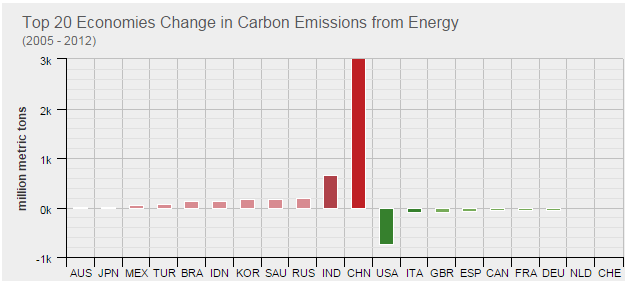 Top 20 Economies Change in Carbon Emissions from Energy
(2005 - 2012)
million metric tons
3k
2k
1k
0k
-1k
AUS JPN MEX TUR BRA IDN KOR SAU RUS IND CHN USA ITA GBR ESP CAN FRA DEU NLD CHE